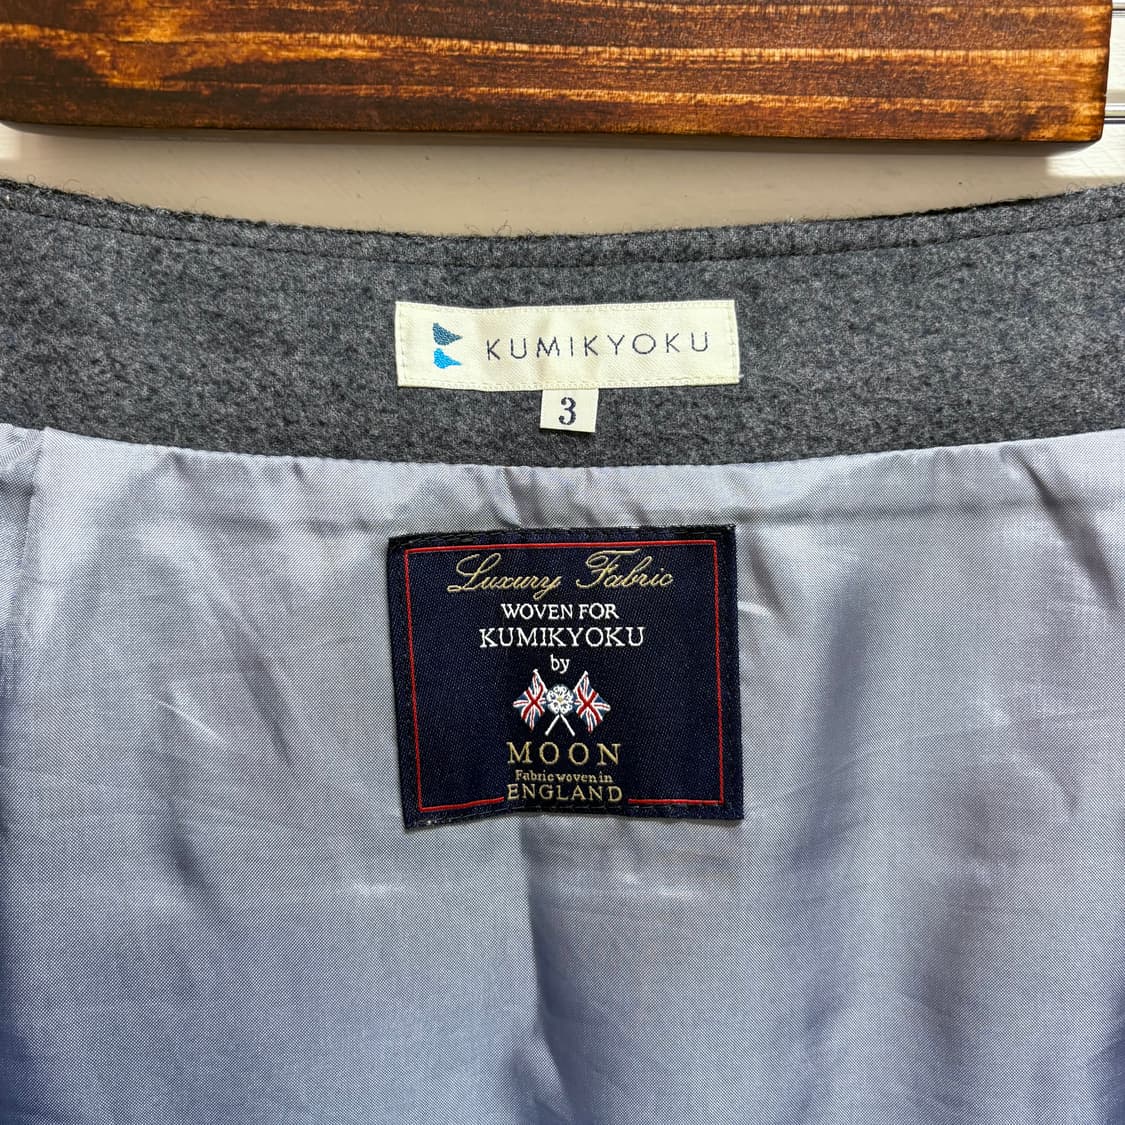 KUMIKYOKU
3
Luxury Fabric
WOVEN FOR
KUMIKYOKU
by
MOON
Fabric woven in
ENGLAND